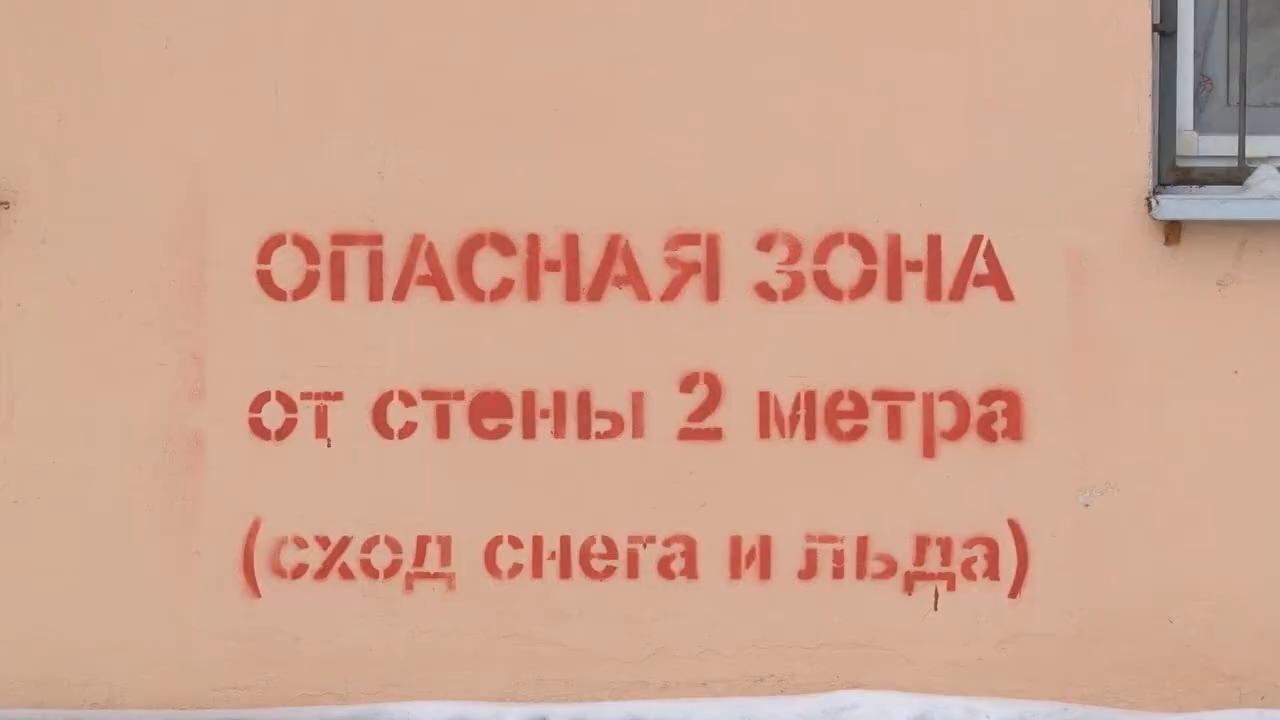 ОПАСНАЯ ЗОНА
от стены 2 метра
(сход снега и льда)